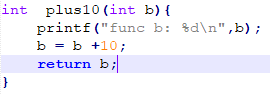 int  plus10(int b){
    printf("func b: %d\n",b);
    b = b +10;
    return b;
}